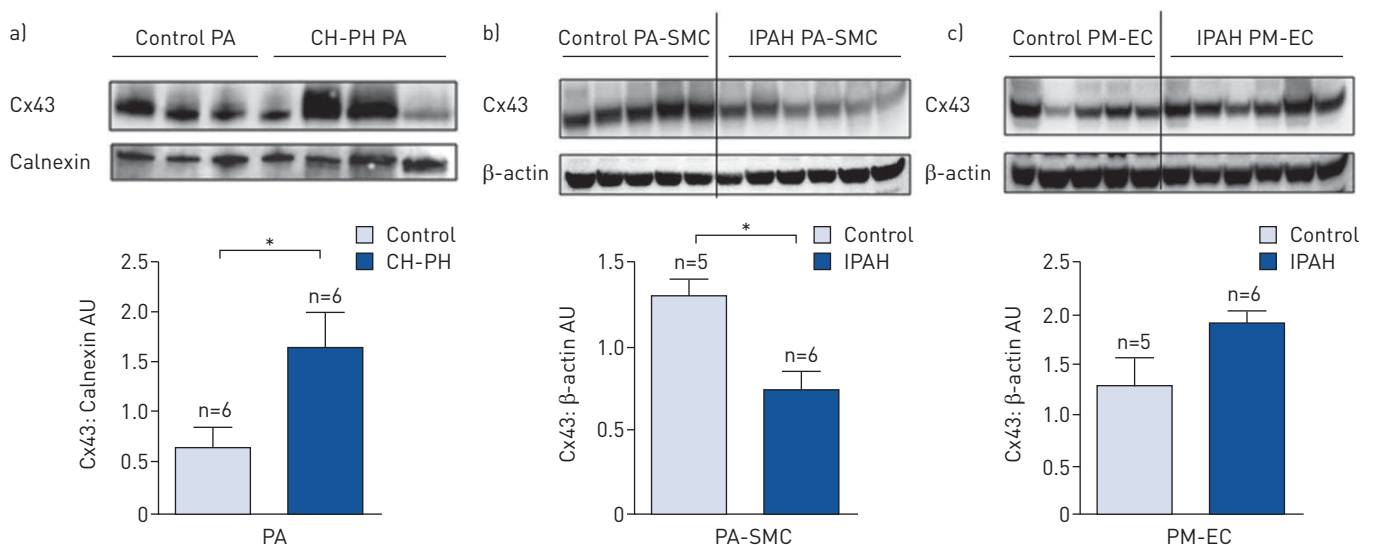 a)
Control PA CH-PH PA
Cx43
Calnexin
*
Control
CH-PH
2.5
2.0
1.5
1.0
0.5
0
Cx43: Calnexin AU
n=6
n=6
PA
b)
Control PA-SMC IPAH PA-SMC
Cx43
β-actin
*
Control
IPAH
1.5
1.0
0.5
0
Cx43: β-actin AU
n=5
n=6
PA-SMC
c)
Control PM-EC IPAH PM-EC
Cx43
β-actin
Control
IPAH
2.5
2.0
1.5
1.0
0.5
0
Cx43: β-actin AU
n=5
n=6
PM-EC